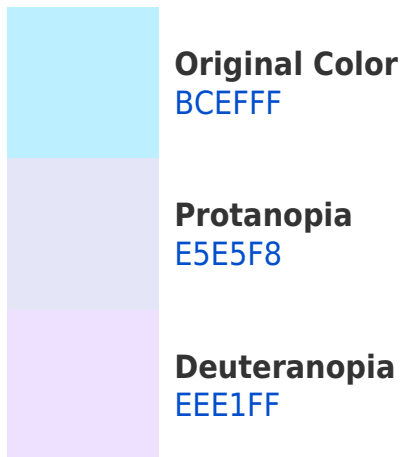 Original Color
BCEFFF
Protanopia
E5E5F8
Deuteranopia
EEE1FF